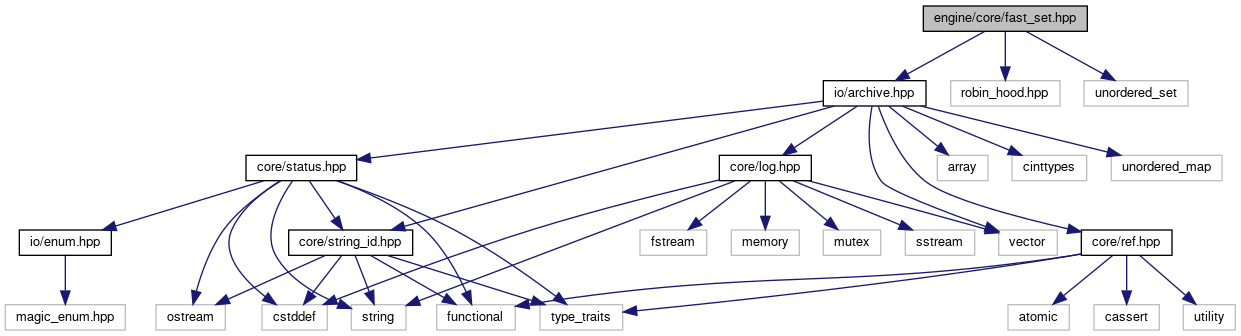 engine/core/fast_set.hpp
io/archive.hpp
robin_hood.hpp
unordered_set
core/status.hpp
core/log.hpp
array
cinttypes
unordered_map
io/enum.hpp
core/string_id.hpp
fstream
memory
mutex
sstream
vector
core/ref.hpp
magic_enum.hpp
ostream
cstddef
string
functional
type_traits
atomic
cassert
utility